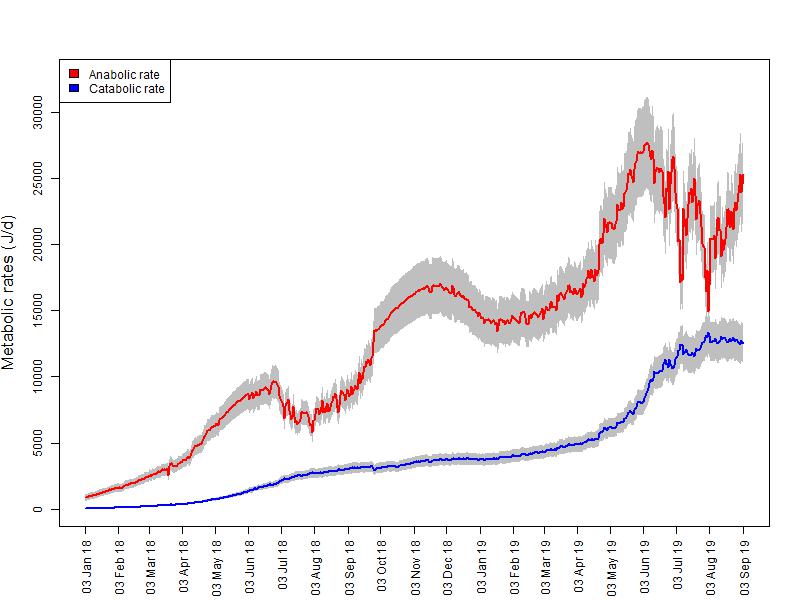 Anabolic rate
Catabolic rate
Metabolic rates (J/d)
30000
25000
20000
15000
10000
5000
0
03 Jan 18
03 Feb 18
03 Mar 18
03 Apr 18
03 May 18
03 Jun 18
03 Jul 18
03 Aug 18
03 Sep 18
03 Oct 18
03 Nov 18
03 Dec 18
03 Jan 19
03 Feb 19
03 Mar 19
03 Apr 19
03 May 19
03 Jun 19
03 Jul 19
03 Aug 19
03 Sep 19